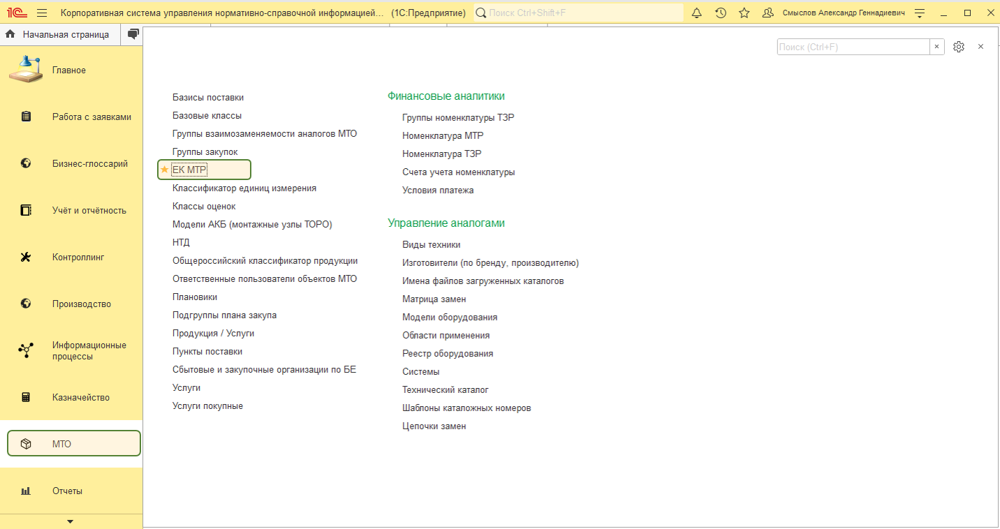 1С
Корпоративная система управления нормативно-справочной информацией... (1С:Предприятие)
Поиск Ctrl+Shift+F
Смыслов Александр Геннадиевич
Начальная страница
Поиск (Ctrl+F)
Главное
Работа с заявками
Бизнес-глоссарий
Учёт и отчётность
Контроллинг
Производство
Информационные
процессы
Казначейство
МТО
Отчеты
Базисы поставки
Базовые классы
Группы взаимозаменяемости аналогов МТО
Группы закупок
ЕК МТР
Классификатор единиц измерения
Классы оценок
Модели АКБ (монтажные узлы ТОРО)
НТД
Общероссийский классификатор продукции
Ответственные пользователи объектов МТО
Плановики
Подгруппы плана закупа
Продукция / Услуги
Пункты поставки
Сбытовые и закупочные организации по БЕ
Услуги
Услуги покупные
Финансовые аналитики
Группы номенклатуры ТЗР
Номенклатура МТР
Номенклатура ТЗР
Счета учета номенклатуры
Условия платежа
Управление аналогами
Виды техники
Изготовители (по бренду, производителю)
Имена файлов загруженных каталогов
Матрица замен
Модели оборудования
Области применения
Реестр оборудования
Системы
Технический каталог
Шаблоны каталожных номеров
Цепочки замен